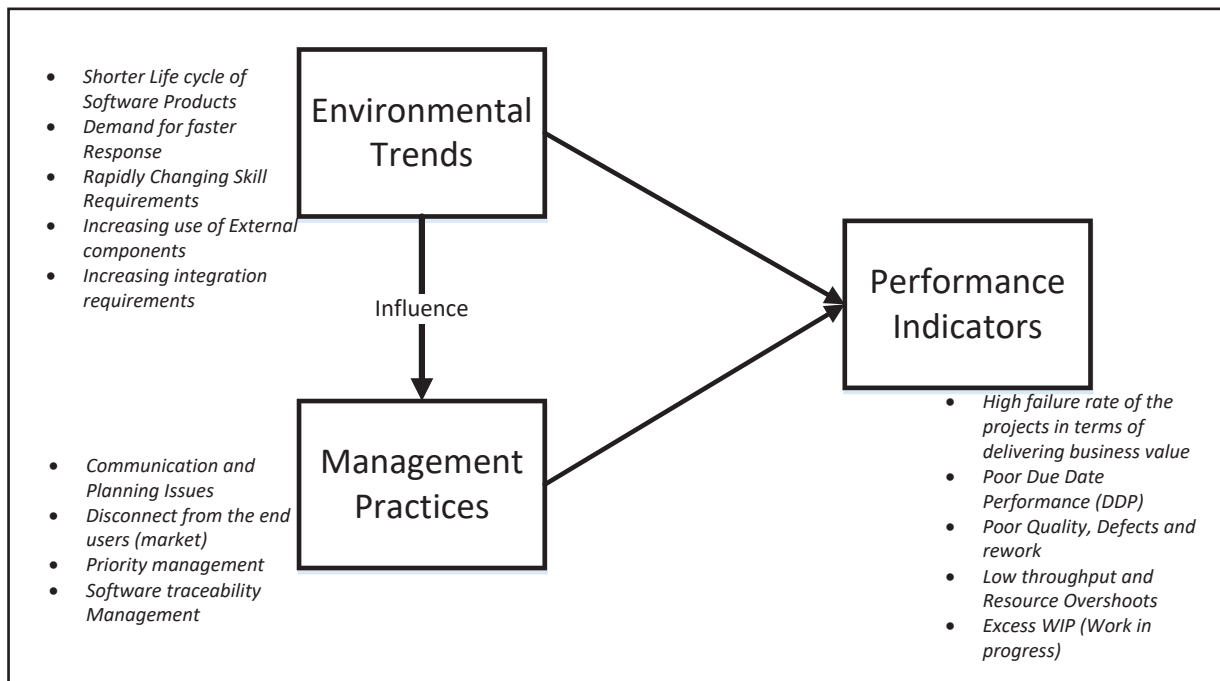 • Shorter Life cycle of
Software Products
• Demand for faster
Response
• Rapidly Changing Skill
Requirements
• Increasing use of External
components
• Increasing integration
requirements
Environmental
Trends
Influence
Performance
Indicators
Management
Practices
• Communication and
Planning Issues
• Disconnect from the end
users (market)
• Priority management
• Software traceability
Management
• High failure rate of the
projects in terms of
delivering business value
• Poor Due Date
Performance (DDP)
• Poor Quality, Defects and
rework
• Low throughput and
Resource Overshoots
• Excess WIP (Work in
progress)